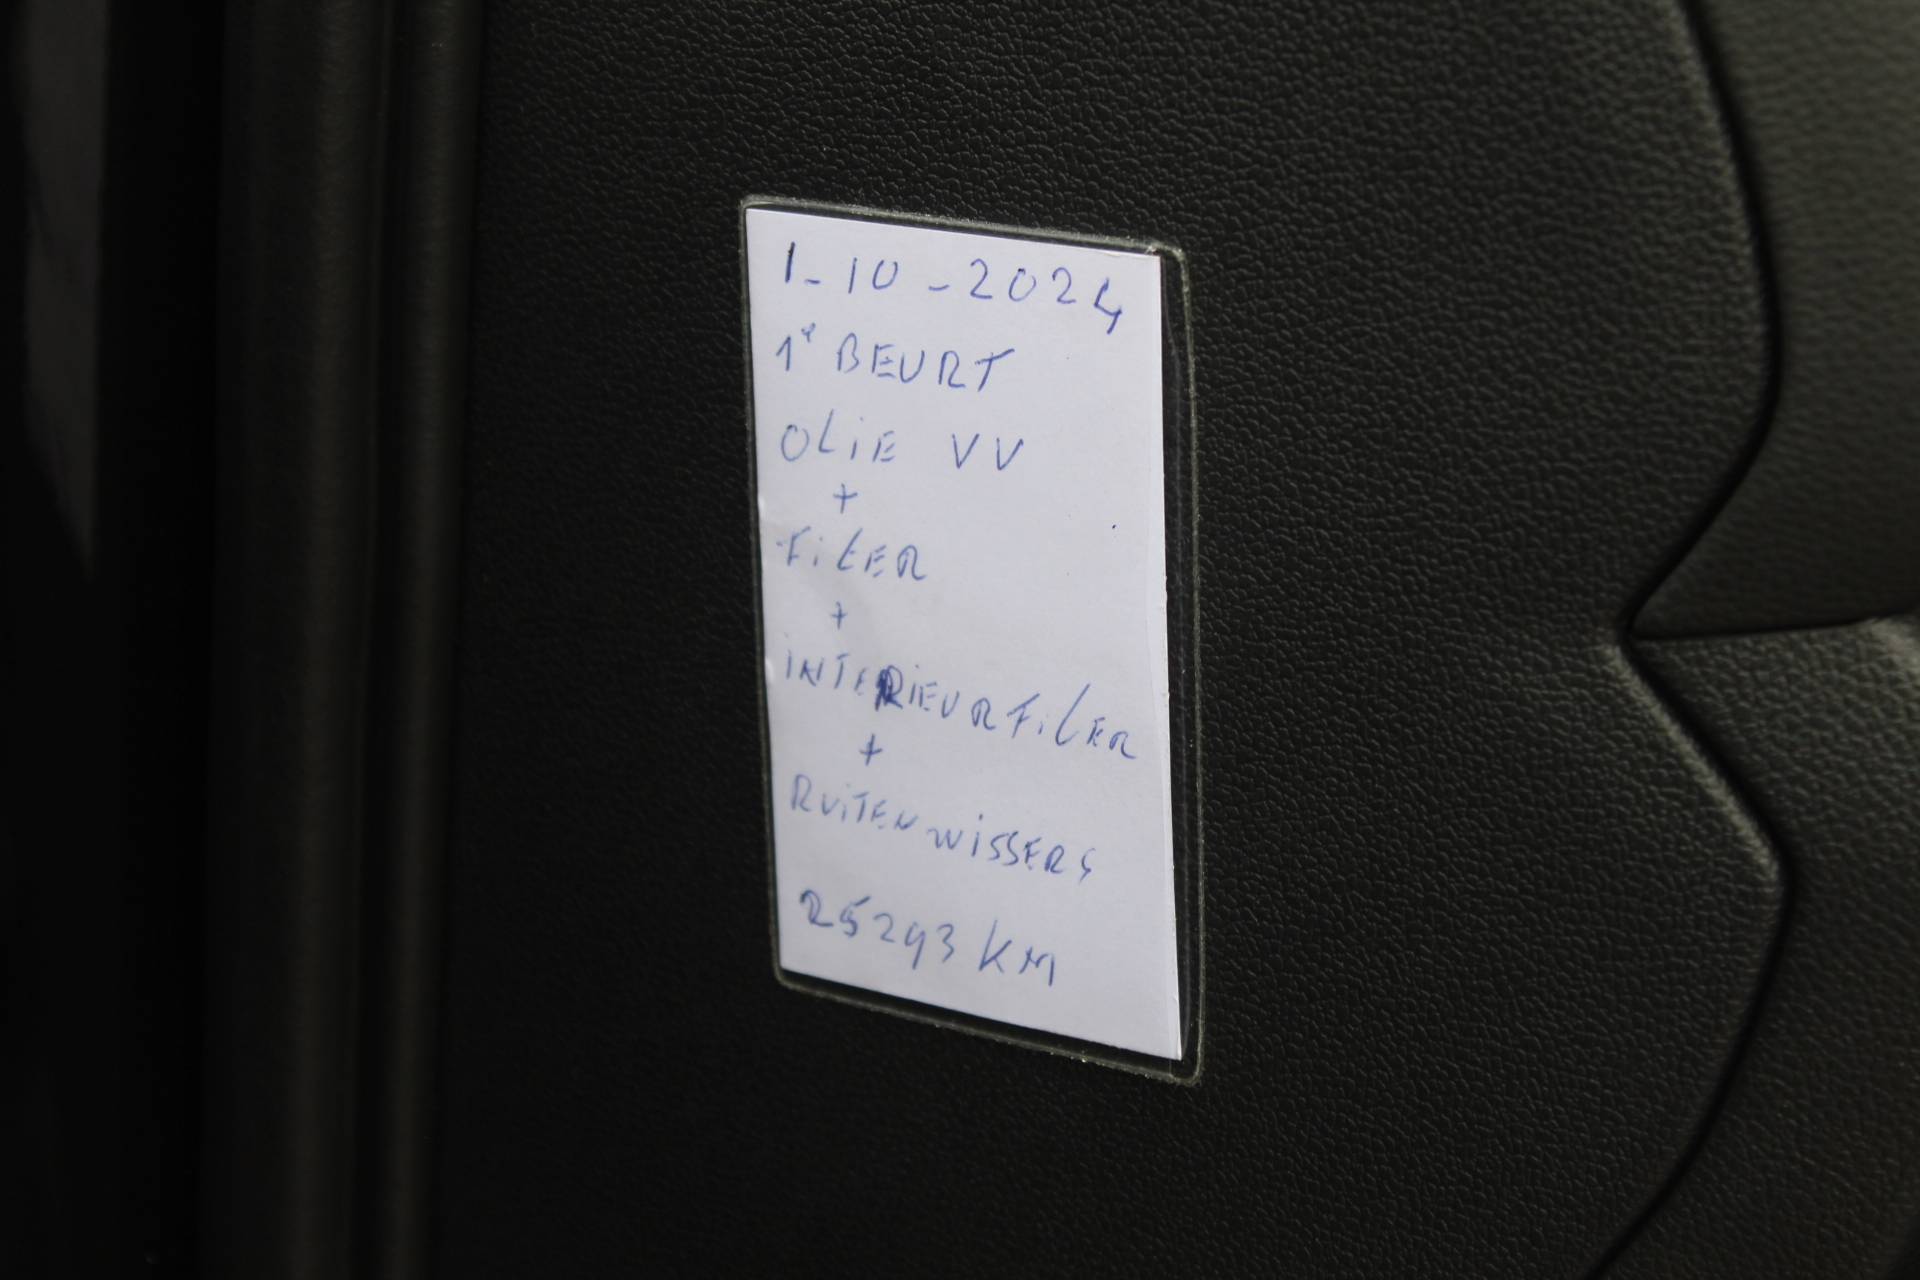 1-10-2024
1e BEURT
OLiE VV
+
FiLER
+
iNTERiEURFiLER
+
RUiTENWiSSERS
25293 KM